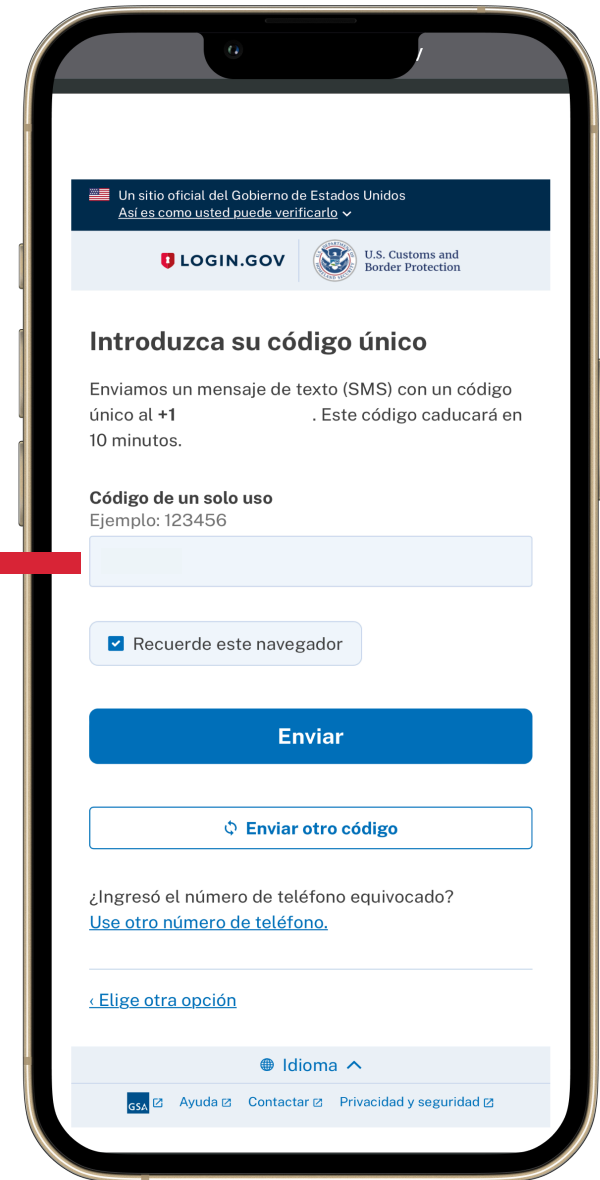 Un sitio oficial del Gobierno de Estados Unidos
Así es como usted puede verificarlo
LOGIN.GOV
U.S. Customs and
Border Protection
Introduzca su código único
Enviamos un mensaje de texto (SMS) con un código
único al +1 . Este código caducará en
10 minutos.
Código de un solo uso
Ejemplo: 123456
Recuerde este navegador
Enviar
Enviar otro código
¿Ingresó el número de teléfono equivocado?
Use otro número de teléfono.
‹ Elige otra opción
Idioma
GSA Ayuda Contactar Privacidad y seguridad